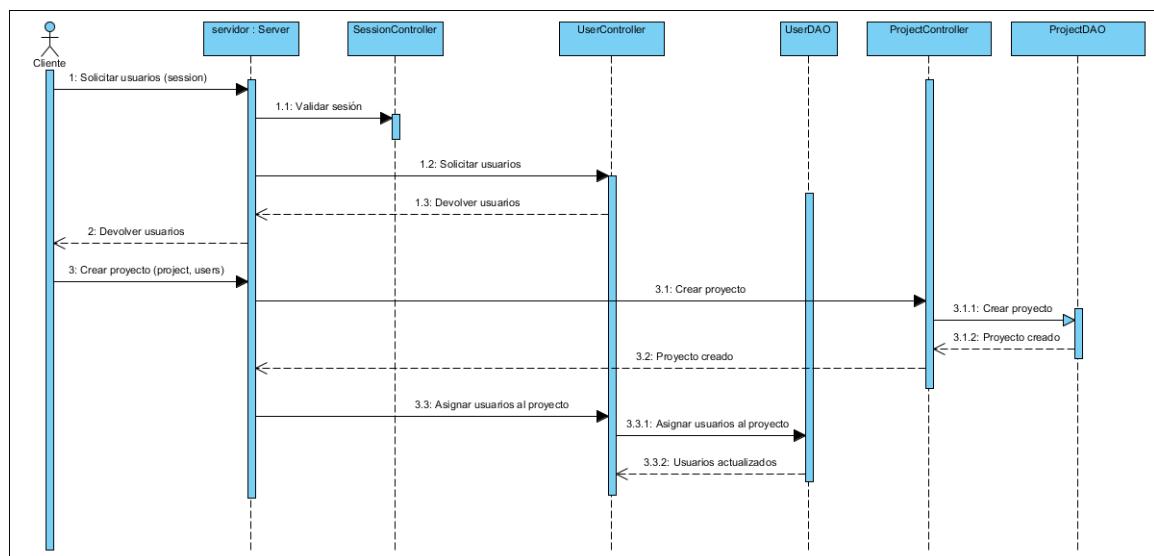 servidor : Server
SessionController
UserController
UserDAO
ProjectController
ProjectDAO
Cliente
1: Solicitar usuarios (session)
1.1: Validar sesión
1.2: Solicitar usuarios
1.3: Devolver usuarios
2: Devolver usuarios
3: Crear proyecto (project, users)
3.1: Crear proyecto
3.1.1: Crear proyecto
3.1.2: Proyecto creado
3.2: Proyecto creado
3.3: Asignar usuarios al proyecto
3.3.1: Asignar usuarios al proyecto
3.3.2: Usuarios actualizados